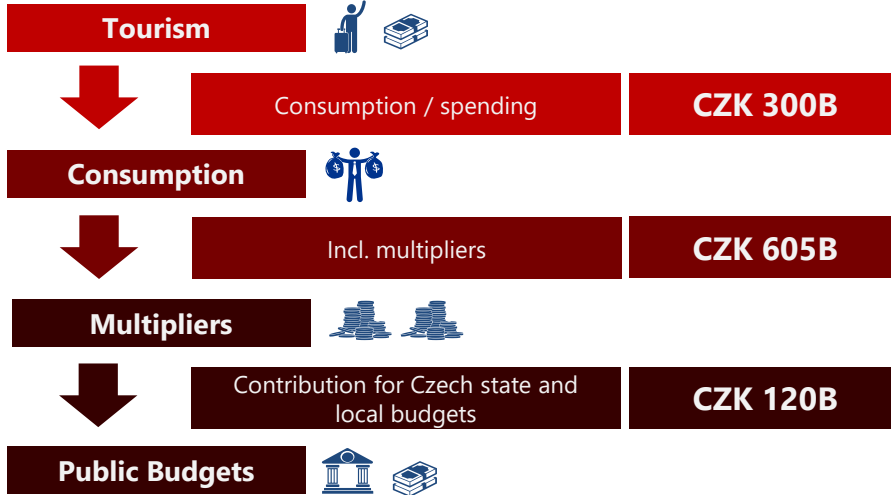 Tourism
Consumption / spending
CZK 300B
Consumption
Incl. multipliers
CZK 605B
Multipliers
Contribution for Czech state and
local budgets
CZK 120B
Public Budgets